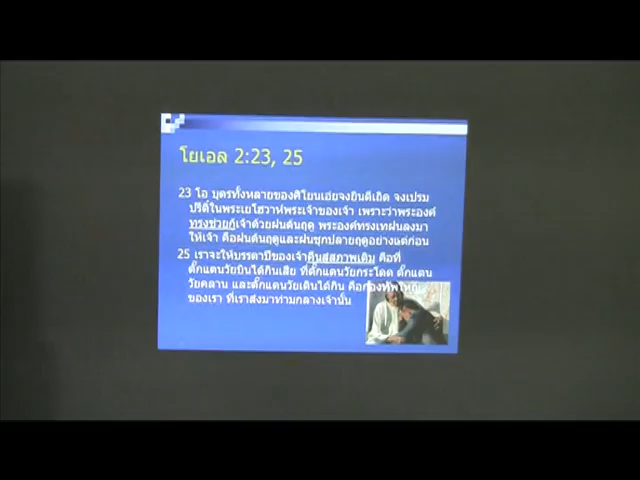 โยเอล 2:23, 25
23 โอ บุตรทั้งหลายของศิโยนเอ๋ยจงยินดีเถิด จงเปรม
ปรีดิ์ในพระเยโฮวาห์พระเจ้าของเจ้า เพราะว่าพระองค์
ทรงช่วยกู้เจ้าด้วยฝนต้นฤดู พระองค์ทรงเทฝนลงมา
ให้เจ้า คือฝนต้นฤดูและฝนชุกปลายฤดูอย่างแต่ก่อน
25 เราจะให้บรรดาปีของเจ้าคืนสู่สภาพเดิม คือที่
ตั๊กแตนวัยบินได้กินเสีย ที่ตั๊กแตนวัยกระโดด ตั๊กแตน
วัยคลาน และตั๊กแตนวัยเดินได้กิน คือกองทัพใหญ่
ของเรา ที่เราส่งมาท่ามกลางเจ้านั้น